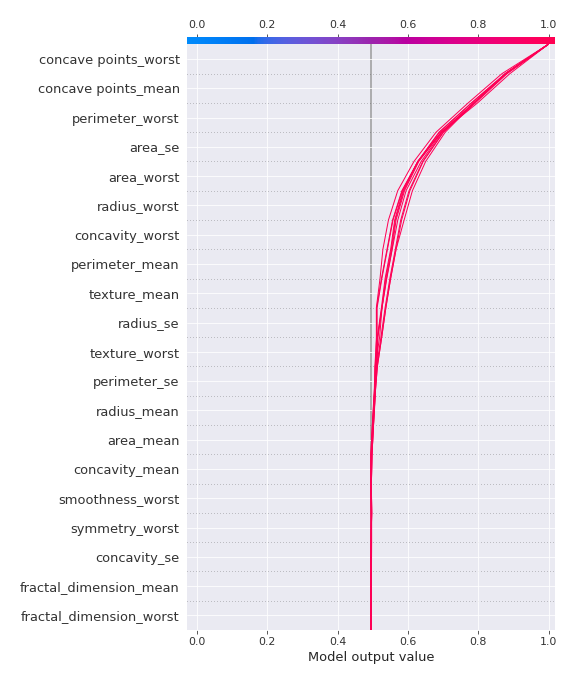 0.0 0.2 0.4 0.6 0.8 1.0
concave points_worst
concave points_mean
perimeter_worst
area_se
area_worst
radius_worst
concavity_worst
perimeter_mean
texture_mean
radius_se
texture_worst
perimeter_se
radius_mean
area_mean
concavity_mean
smoothness_worst
symmetry_worst
concavity_se
fractal_dimension_mean
fractal_dimension_worst
0.0 0.2 0.4 0.6 0.8 1.0
Model output value